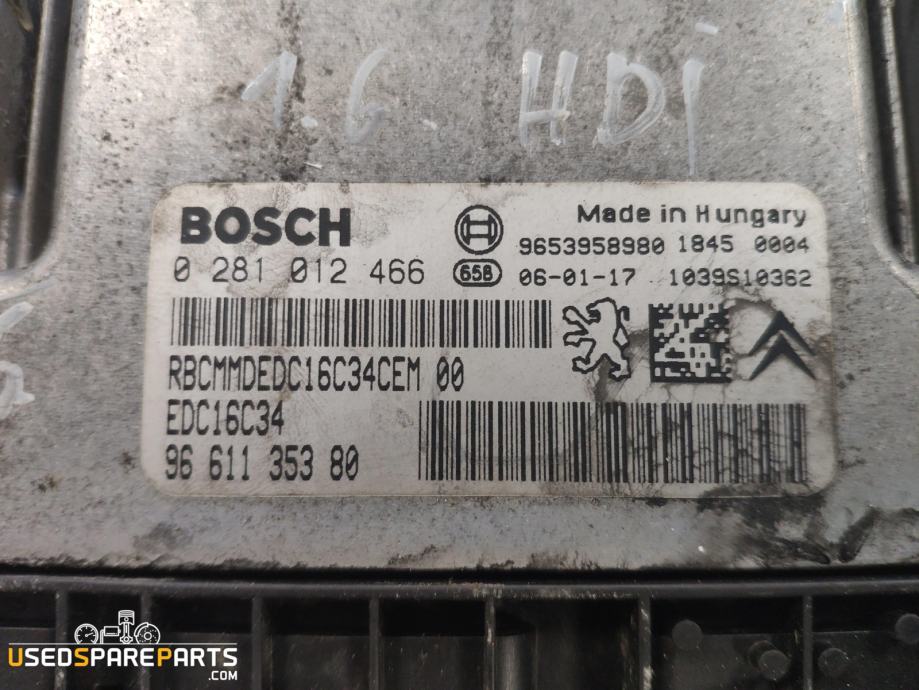 1.6 HDi
BOSCH
Made in Hungary
9653958980 1845 0004
0 281 012 466
658
06-01-17 1039S10362
RBCMMDEDC16C34CEM 00
EDC16C34
96 611 353 80
USEDSPAREPARTS
.COM